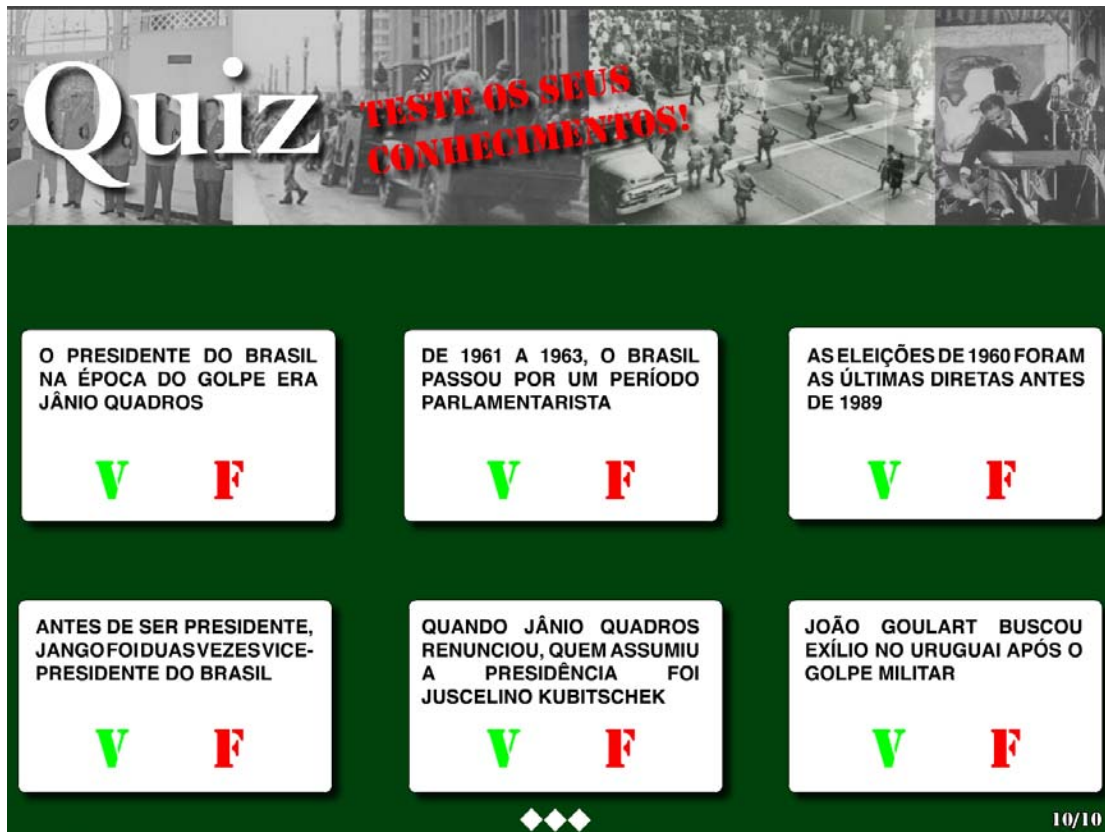 Quiz
TESTE OS SEUS
CONHECIMENTOS!
O PRESIDENTE DO BRASIL
NA ÉPOCA DO GOLPE ERA
JÂNIO QUADROS
V F
DE 1961 A 1963, O BRASIL
PASSOU POR UM PERÍODO
PARLAMENTARISTA
V F
AS ELEIÇÕES DE 1960 FORAM
AS ÚLTIMAS DIRETAS ANTES
DE 1989
V F
ANTES DE SER PRESIDENTE,
JANGO FOI DUAS VEZES VICE-
PRESIDENTE DO BRASIL
V F
QUANDO JÂNIO QUADROS
RENUNCIOU, QUEM ASSUMIU
A PRESIDÊNCIA FOI
JUSCELINO KUBITSCHEK
V F
JOÃO GOULART BUSCOU
EXÍLIO NO URUGUAI APÓS O
GOLPE MILITAR
V F
10/10